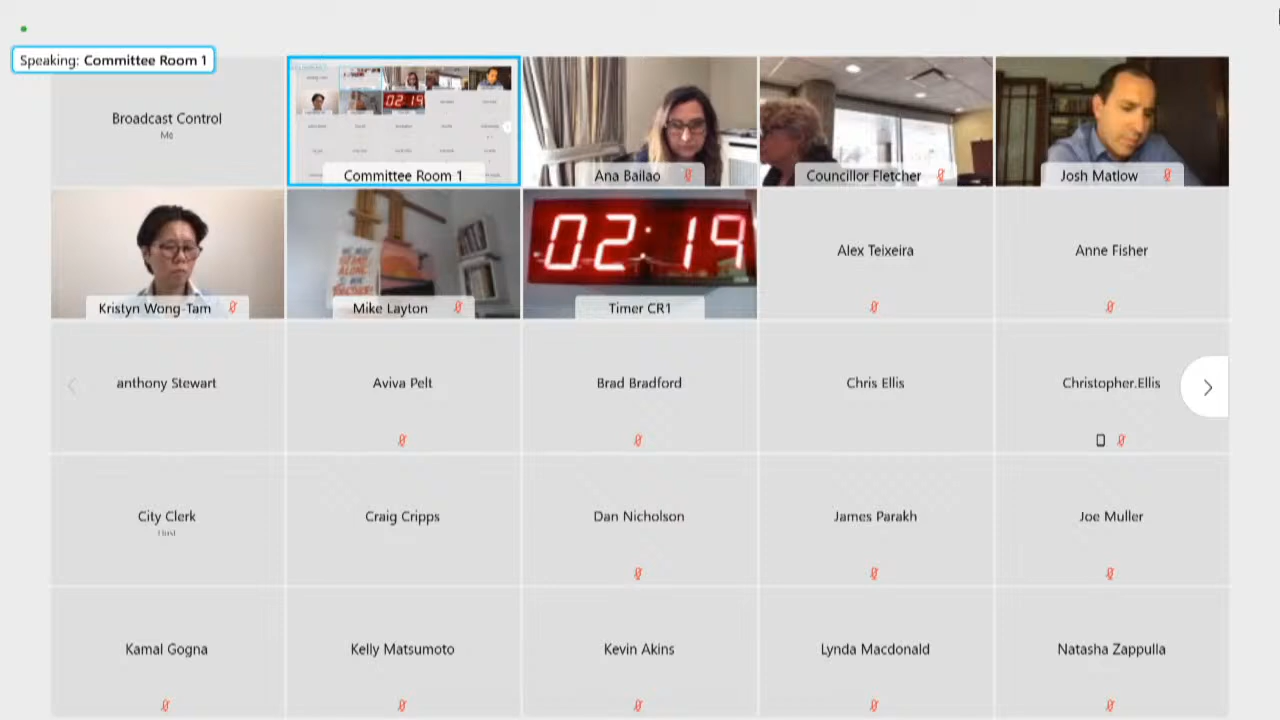 Speaking: Committee Room 1
Broadcast Control
Me
02:19
Committee Room 1
Ana Bailao
Councillor Fletcher
Josh Matlow
Kristyn Wong-Tam
Mike Layton
02:19
Timer CR1
Alex Teixeira
Anne Fisher
anthony Stewart
Aviva Pelt
Brad Bradford
Chris Ellis
Christopher.Ellis
City Clerk
Host
Craig Cripps
Dan Nicholson
James Parakh
Joe Muller
Kamal Gogna
Kelly Matsumoto
Kevin Akins
Lynda Macdonald
Natasha Zappulla